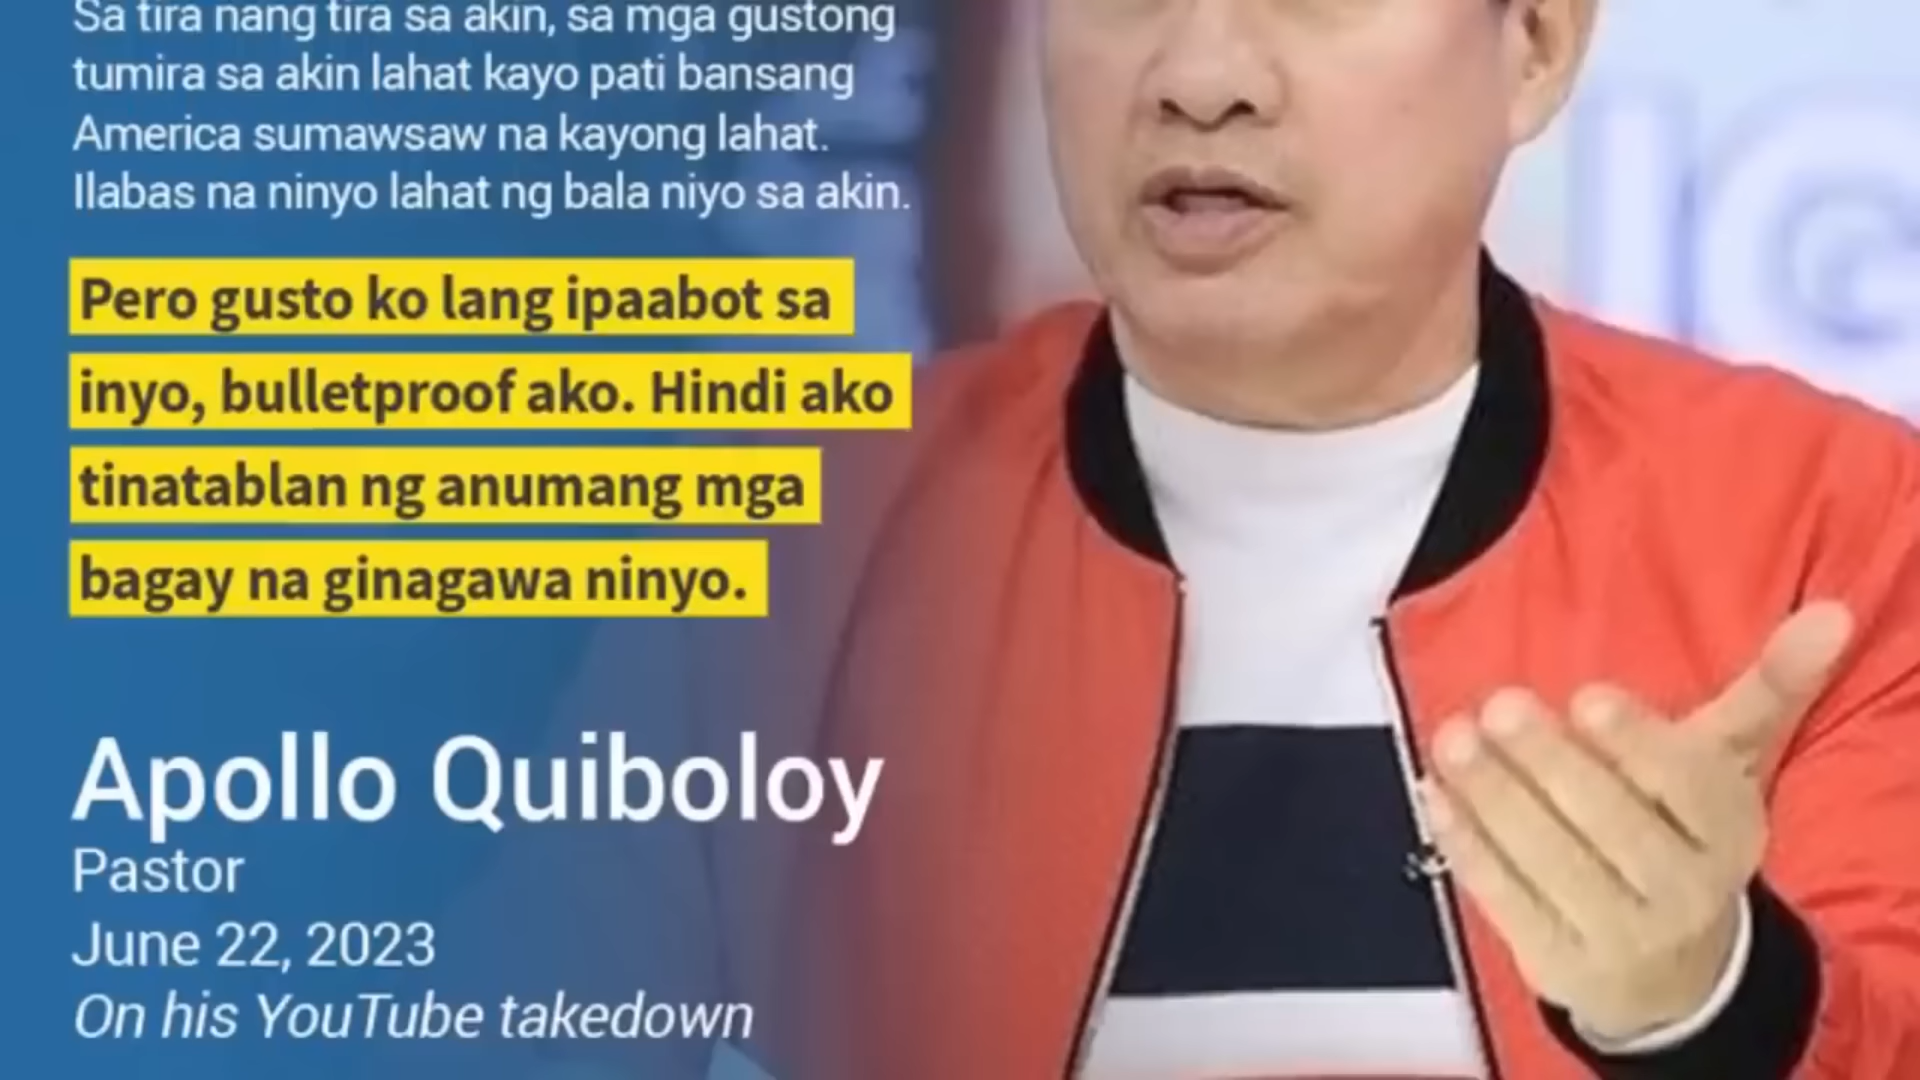 Sa tira nang tira sa akin, sa mga gustong
tumira sa akin lahat kayo pati bansang
America sumawsaw na kayong lahat.
Ilabas na ninyo lahat ng bala niyo sa akin.
Pero gusto ko lang ipaabot sa
inyo, bulletproof ako. Hindi ako
tinatablan ng anumang mga
bagay na ginagawa ninyo.
Apollo Quiboloy
Pastor
June 22, 2023
On his YouTube takedown